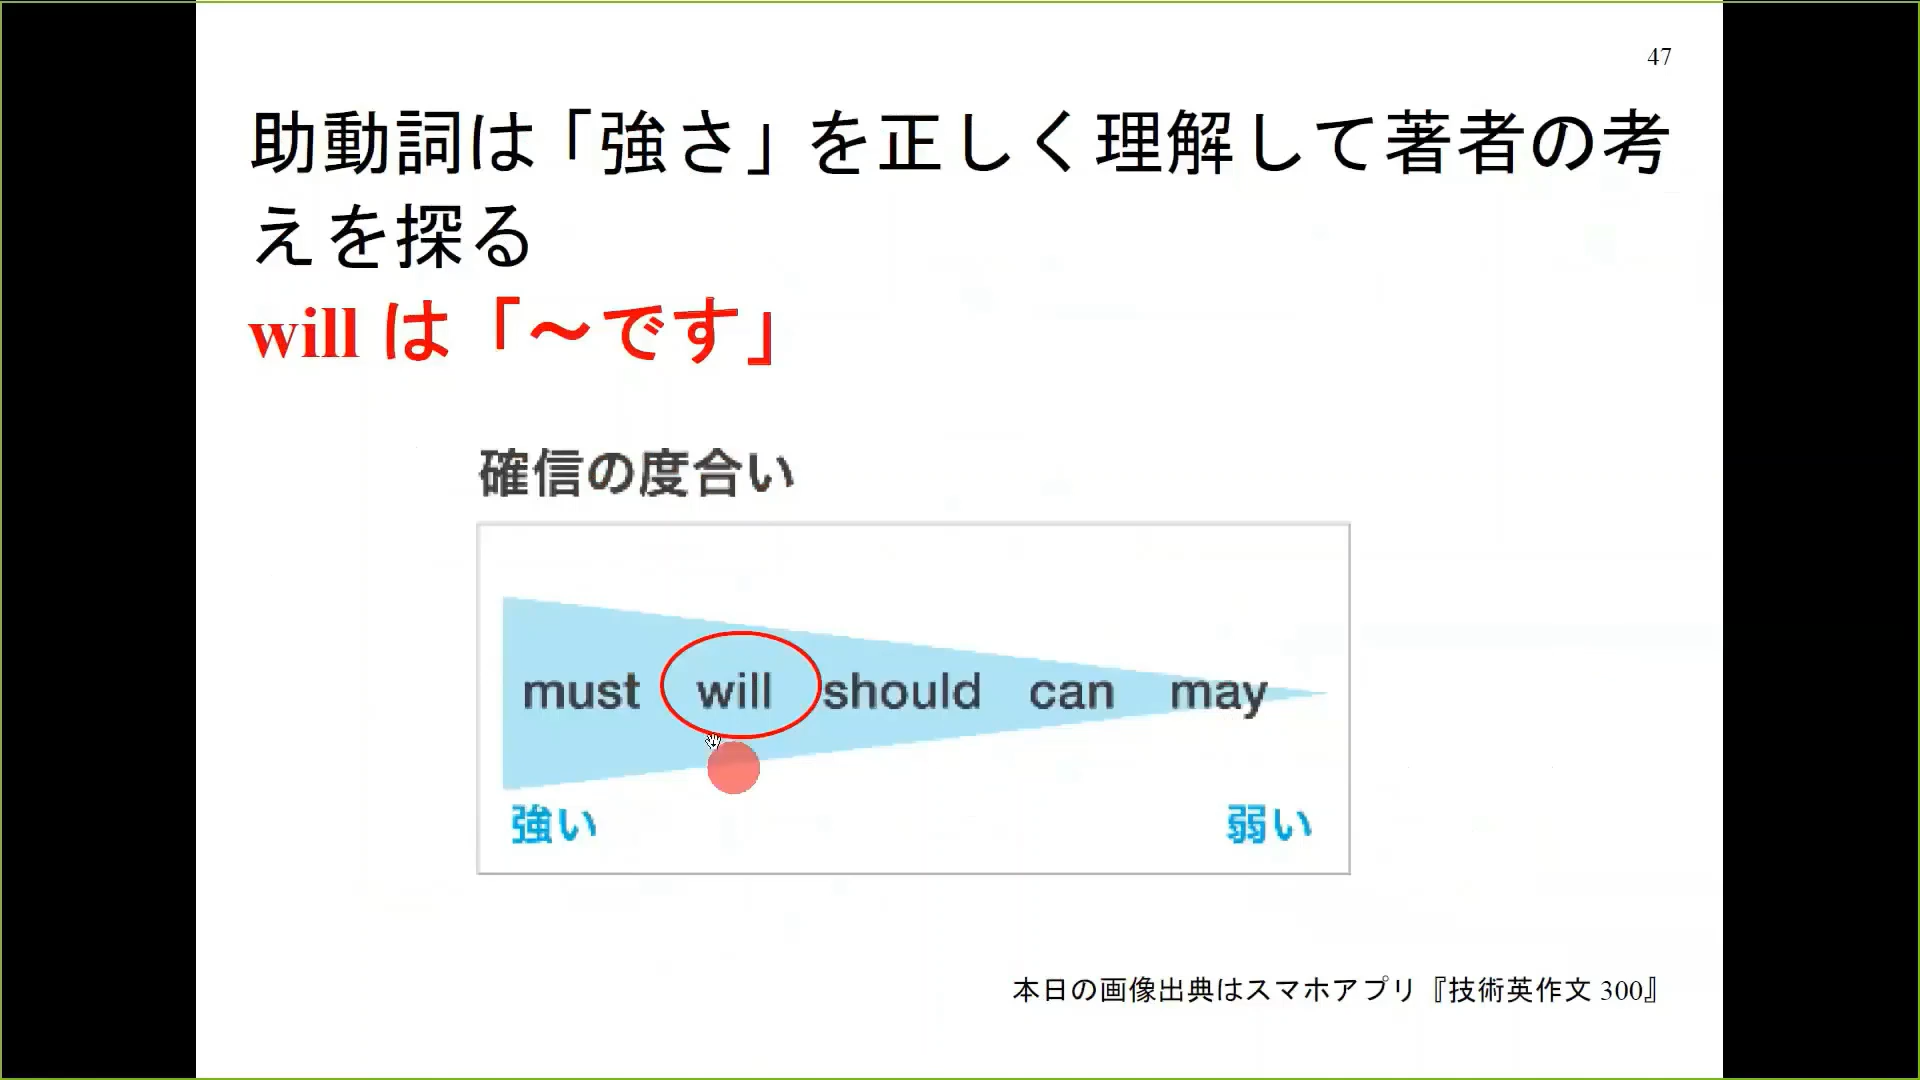 47
助動詞は「強さ」を正しく理解して著者の考
えを探る
will は「～です」
確信の度合い
must will should can may
強い 弱い
本日の画像出典はスマホアプリ『技術英作文 300』